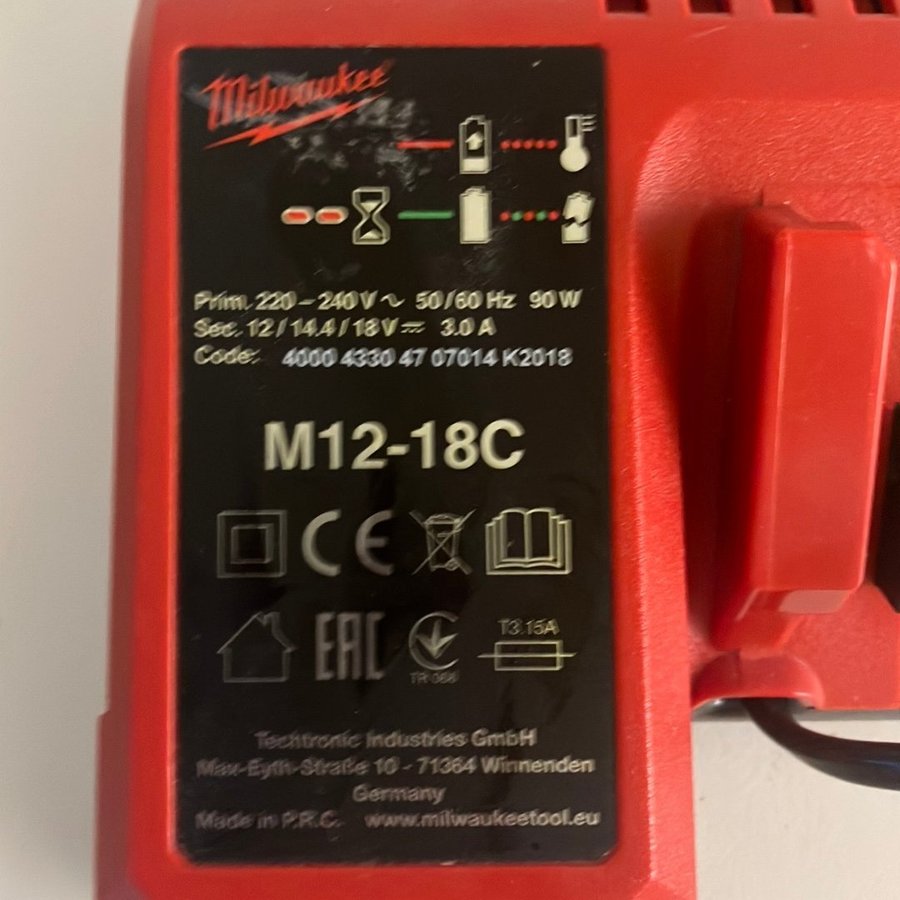 Milwaukee
Prim. 220 – 240 V ~ 50 / 60 Hz 90 W
Sec. 12 / 14.4 / 18 V ⎓ 3.0 A
Code: 4000 4330 47 07014 K2018
M12-18C
CE
EAC
T3.15A
TR 066
Techtronic Industries GmbH
Max-Eyth-Straße 10 - 71364 Winnenden
Germany
Made in P.R.C. www.milwaukeetool.eu